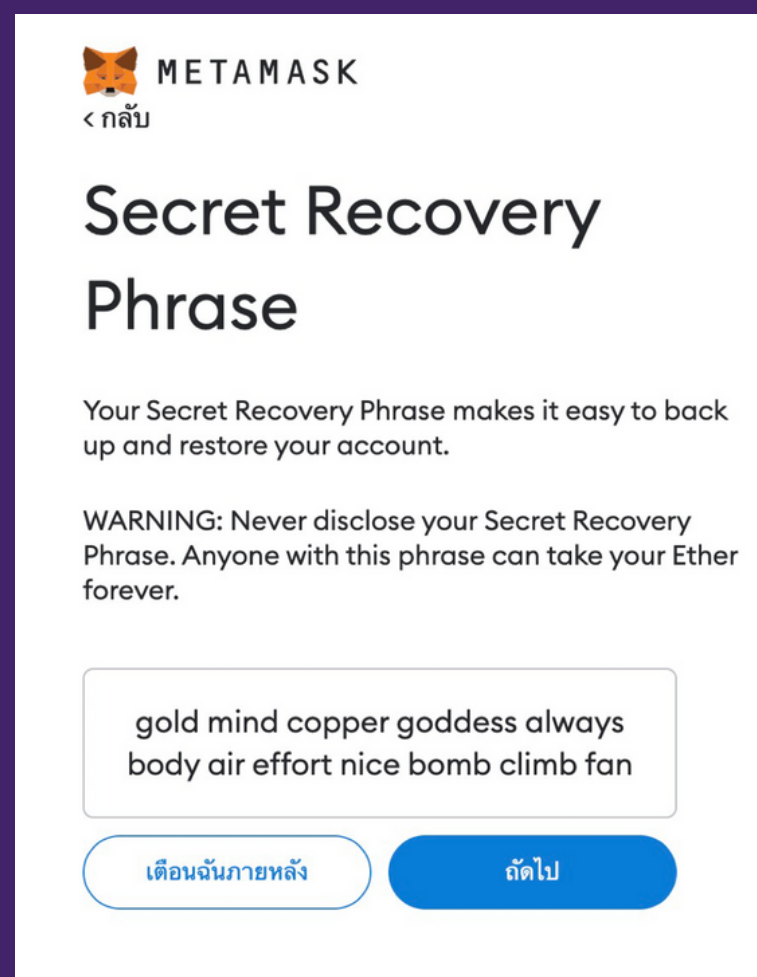 METAMASK
< กลับ
Secret Recovery
Phrase
Your Secret Recovery Phrase makes it easy to back
up and restore your account.
WARNING: Never disclose your Secret Recovery
Phrase. Anyone with this phrase can take your Ether
forever.
gold mind copper goddess always
body air effort nice bomb climb fan
เตือนฉันภายหลัง
ถัดไป